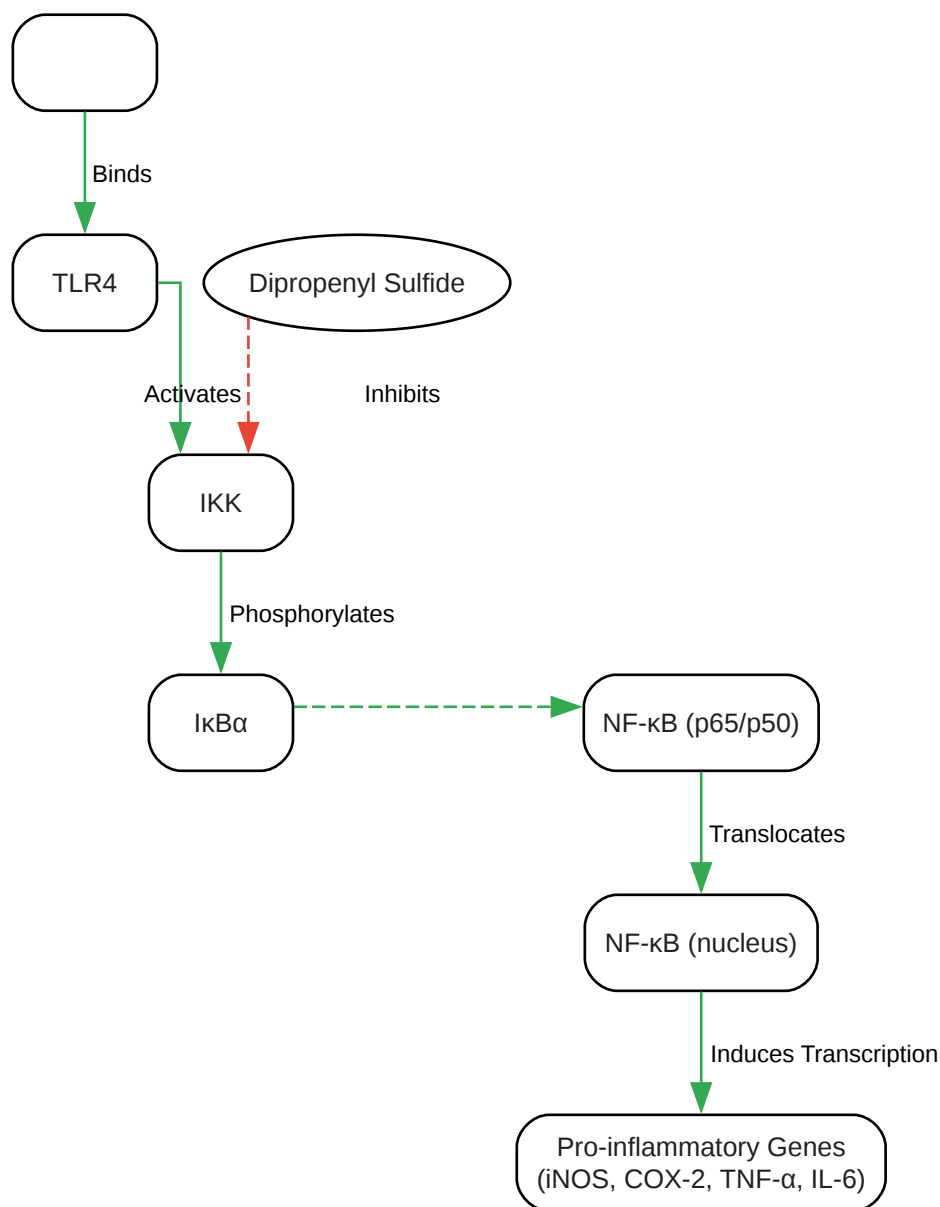 Binds
TLR4
Dipropenyl Sulfide
Activates
Inhibits
IKK
Phosphorylates
IκBα
NF-κB (p65/p50)
Translocates
NF-κB (nucleus)
Induces Transcription
Pro-inflammatory Genes
(iNOS, COX-2, TNF-α, IL-6)